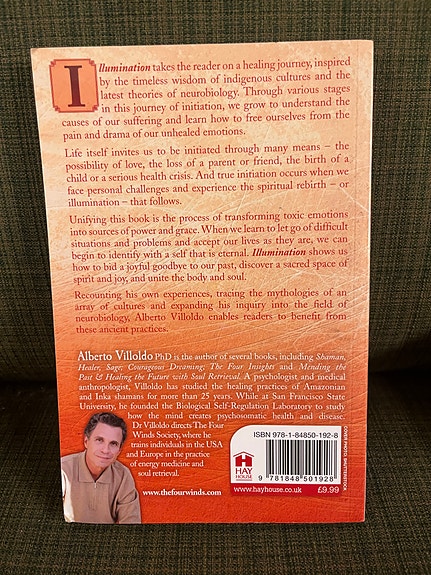 Illumination takes the reader on a healing journey, inspired
by the timeless wisdom of indigenous cultures and the
latest theories of neurobiology. Through various stages
in this journey of initiation, we grow to understand the
causes of our suffering and learn how to free ourselves from the
pain and drama of our unhealed emotions.
Life itself invites us to be initiated through many means – the
possibility of love, the loss of a parent or friend, the birth of a
child or a serious health crisis. And true initiation occurs when we
face personal challenges and experience the spiritual rebirth – or
illumination – that follows.
Unifying this book is the process of transforming toxic emotions
into sources of power and grace. When we learn to let go of difficult
situations and problems and accept our lives as they are, we can
begin to identify with a self that is eternal. Illumination shows us
how to bid a joyful goodbye to our past, discover a sacred space of
spirit and joy, and unite the body and soul.
Recounting his own experiences, tracing the mythologies of an
array of cultures and expanding his inquiry into the field of
neurobiology, Alberto Villoldo enables readers to benefit from
these ancient practices.
Alberto Villoldo PhD is the author of several books, including Shaman,
Healer, Sage; Courageous Dreaming; The Four Insights and Mending the
Past & Healing the Future with Soul Retrieval. A psychologist and medical
anthropologist, Villoldo has studied the healing practices of Amazonian
and Inka shamans for more than 25 years. While at San Francisco State
University, he founded the Biological Self-Regulation Laboratory to study
how the mind creates psychosomatic health and disease.
Dr Villoldo directs The Four
Winds Society, where he
trains individuals in the USA
and Europe in the practice
of energy medicine and
soul retrieval.
www.thefourwinds.com
ISBN 978-1-84850-192-8
HAY
HOUSE
9 781848 501928
www.hayhouse.co.uk £9.99
COVER PHOTO: SHUTTERSTOCK